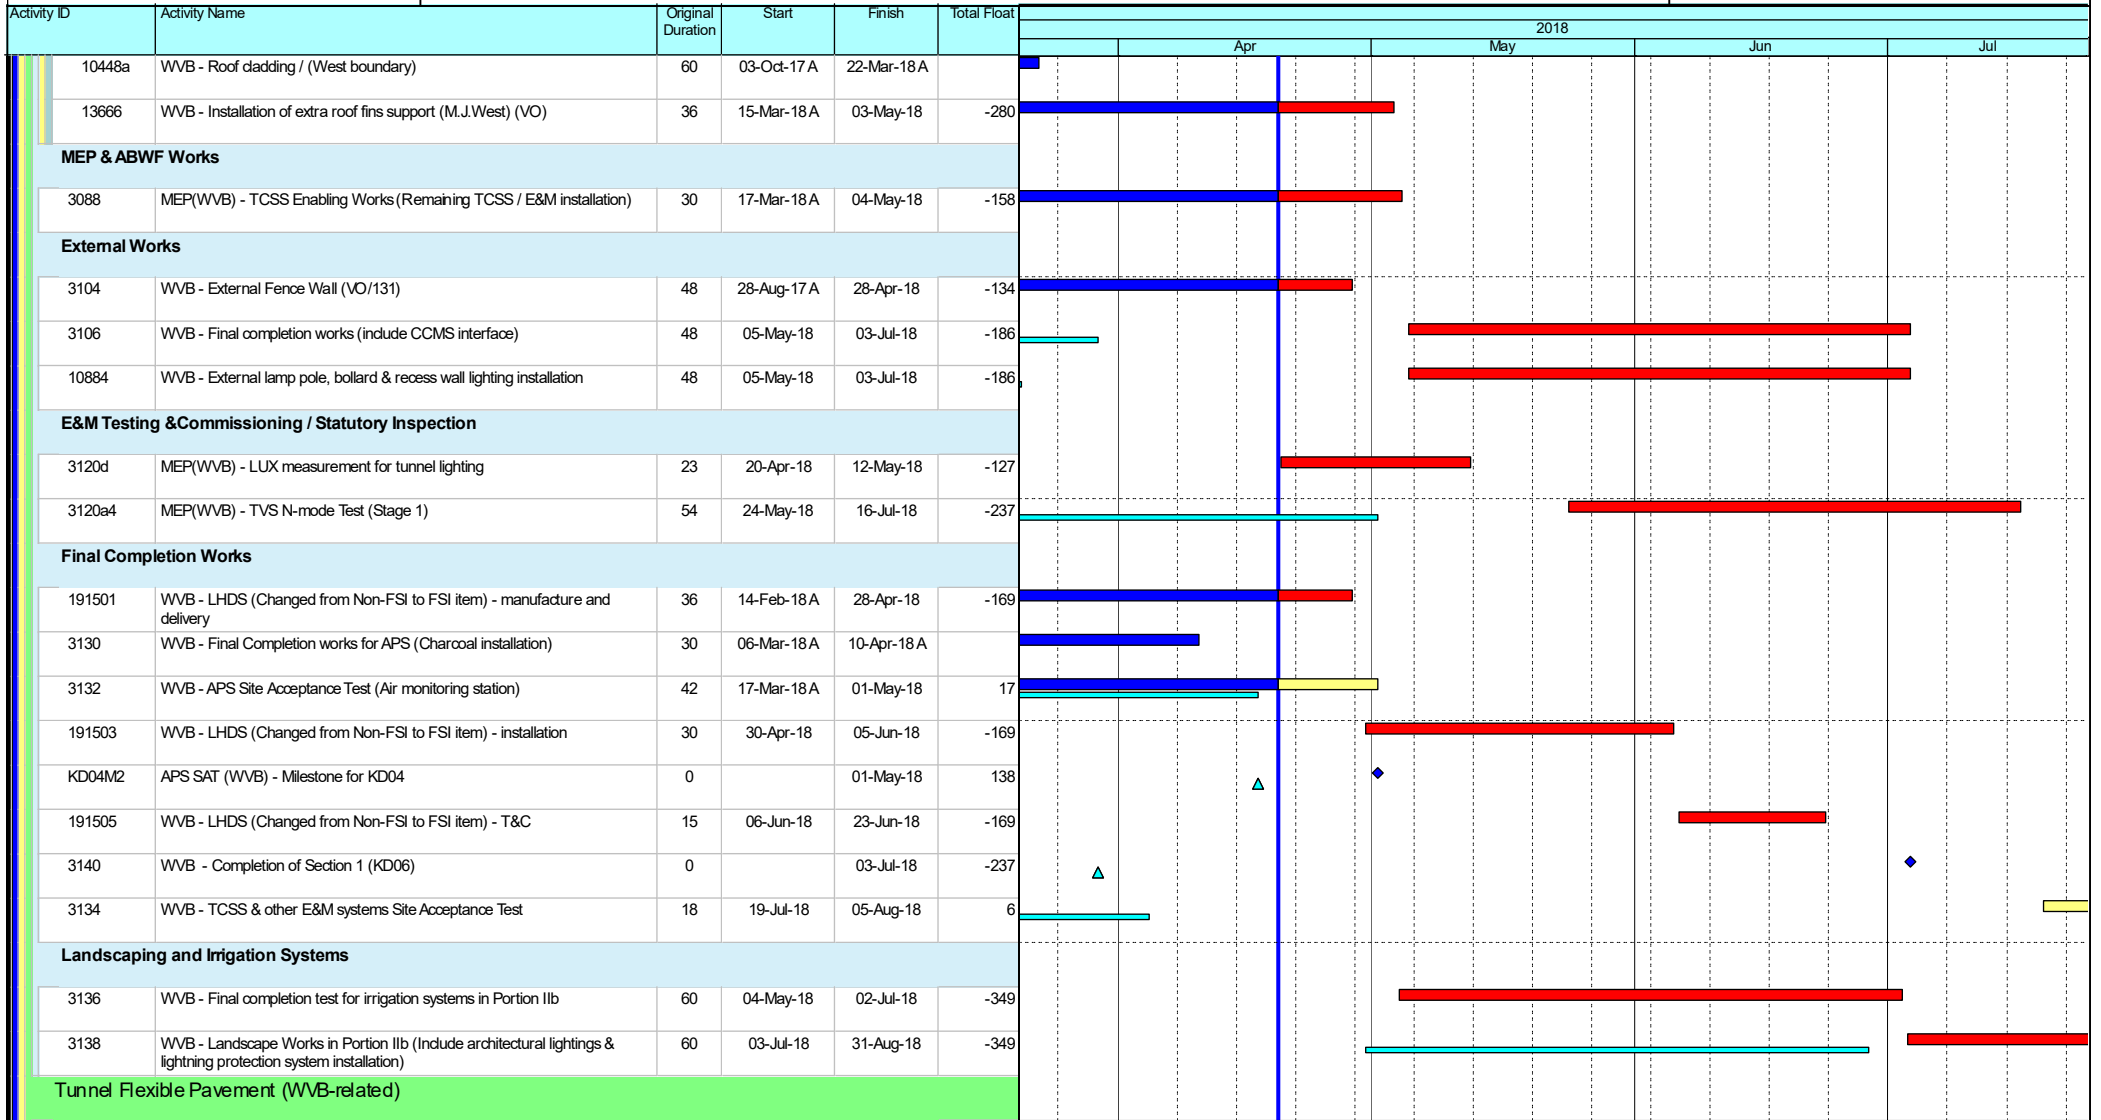 Activity ID Activity Name Original Duration Start Finish Total Float
2018
Apr May Jun Jul
10448a WVB - Roof cladding / (West boundary) 60 03-Oct-17 A 22-Mar-18 A
13666 WVB - Installation of extra roof fins support (M.J.West) (VO) 36 15-Mar-18 A 03-May-18 -280
MEP & ABWF Works
3088 MEP(WVB) - TCSS Enabling Works (Remaining TCSS / E&M installation) 30 17-Mar-18 A 04-May-18 -158
External Works
3104 WVB - External Fence Wall (VO/131) 48 28-Aug-17 A 28-Apr-18 -134
3106 WVB - Final completion works (include CCMS interface) 48 05-May-18 03-Jul-18 -186
10884 WVB - External lamp pole, bollard & recess wall lighting installation 48 05-May-18 03-Jul-18 -186
E&M Testing &Commissioning / Statutory Inspection
3120d MEP(WVB) - LUX measurement for tunnel lighting 23 20-Apr-18 12-May-18 -127
3120a4 MEP(WVB) - TVS N-mode Test (Stage 1) 54 24-May-18 16-Jul-18 -237
Final Completion Works
191501 WVB - LHDS (Changed from Non-FSI to FSI item) - manufacture and 36 14-Feb-18 A 28-Apr-18 -169
delivery
3130 WVB - Final Completion works for APS (Charcoal installation) 30 06-Mar-18 A 10-Apr-18 A
3132 WVB - APS Site Acceptance Test (Air monitoring station) 42 17-Mar-18 A 01-May-18 17
191503 WVB - LHDS (Changed from Non-FSI to FSI item) - installation 30 30-Apr-18 05-Jun-18 -169
KD04M2 APS SAT (WVB) - Milestone for KD04 0 01-May-18 138
191505 WVB - LHDS (Changed from Non-FSI to FSI item) - T&C 15 06-Jun-18 23-Jun-18 -169
3140 WVB - Completion of Section 1 (KD06) 0 03-Jul-18 -237
3134 WVB - TCSS & other E&M systems Site Acceptance Test 18 19-Jul-18 05-Aug-18 6
Landscaping and Irrigation Systems
3136 WVB - Final completion test for irrigation systems in Portion IIb 60 04-May-18 02-Jul-18 -349
3138 WVB - Landscape Works in Portion IIb (Include architectural lightings & 60 03-Jul-18 31-Aug-18 -349
lightning protection system installation)
Tunnel Flexible Pavement (WVB-related)